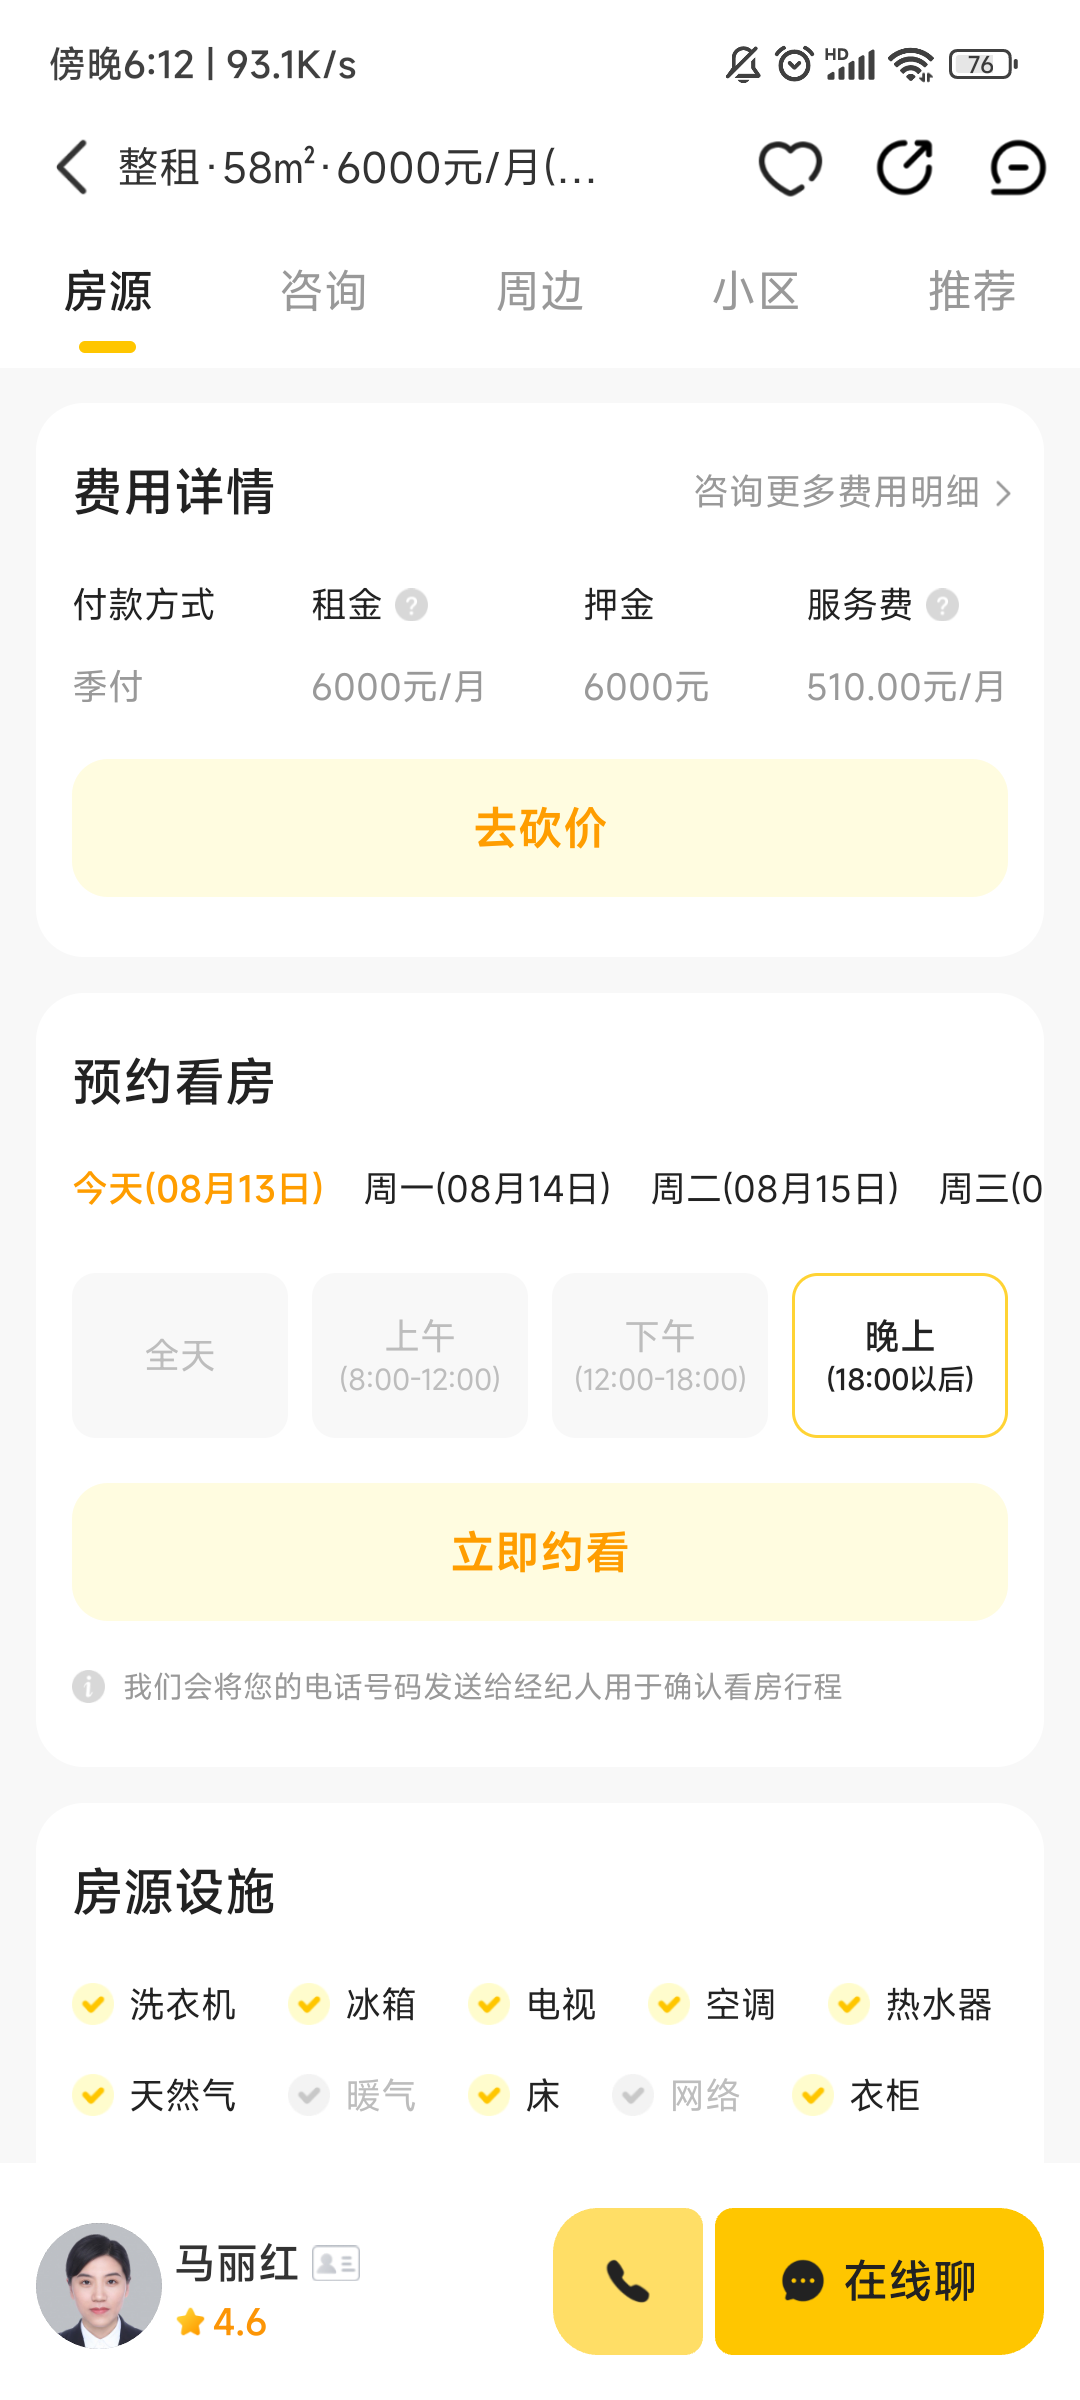 傍晚6:12 | 93.1K/s
HD
76
整租·58㎡·6000元/月(...
房源 咨询 周边 小区 推荐
费用详情 咨询更多费用明细
付款方式 租金 押金 服务费
季付 6000元/月 6000元 510.00元/月
去砍价
预约看房
今天(08月13日) 周一(08月14日) 周二(08月15日) 周三(0
全天 上午 下午 晚上
(8:00-12:00) (12:00-18:00) (18:00以后)
立即约看
我们会将您的电话号码发送给经纪人用于确认看房行程
房源设施
洗衣机 冰箱 电视 空调 热水器
天然气 暖气 床 网络 衣柜
马丽红
4.6
在线聊